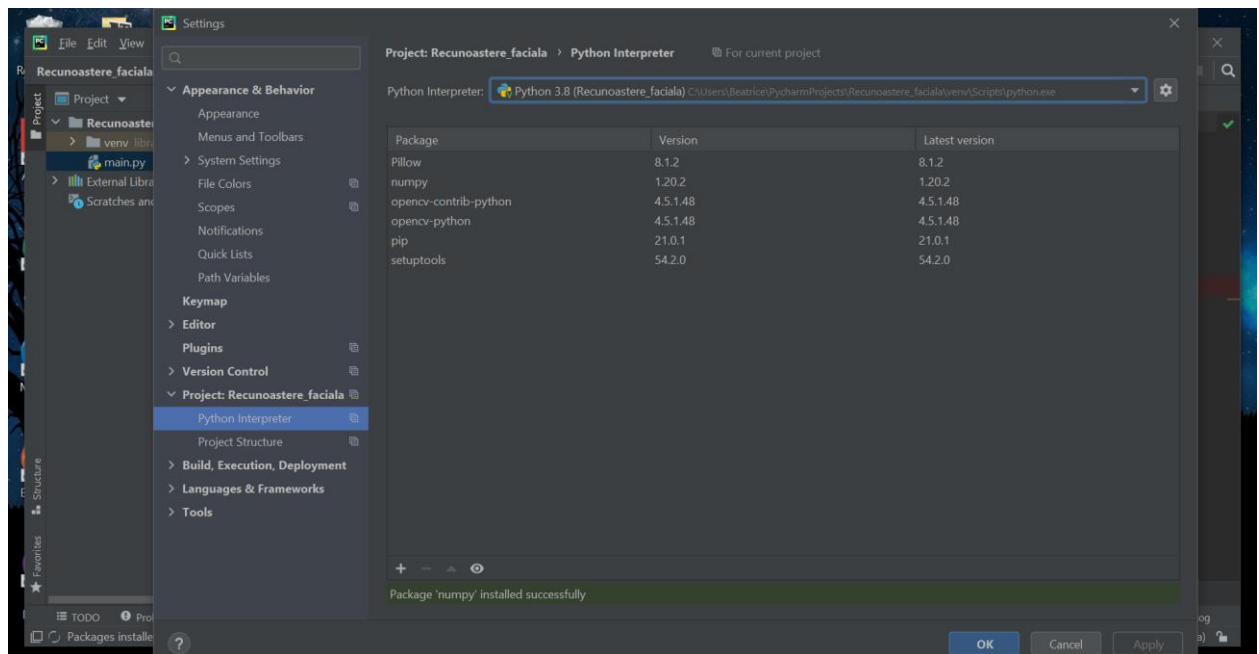 Settings
File Edit View
Recunoastere_faciala
Project
Recunoaster
venv libra
main.py
External Libra
Scratches and
Project
Structure
Favorites
TODO
Packages installe
Appearance & Behavior
Appearance
Menus and Toolbars
System Settings
File Colors
Scopes
Notifications
Quick Lists
Path Variables
Keymap
Editor
Plugins
Version Control
Project: Recunoastere_faciala
Python Interpreter
Project Structure
Build, Execution, Deployment
Languages & Frameworks
Tools
?
Project: Recunoastere_faciala › Python Interpreter For current project
Python Interpreter: Python 3.8 (Recunoastere_faciala) C:\Users\Beatrice\PycharmProjects\Recunoastere_faciala\venv\Scripts\python.exe
Package Version Latest version
Pillow 8.1.2 8.1.2
numpy 1.20.2 1.20.2
opencv-contrib-python 4.5.1.48 4.5.1.48
opencv-python 4.5.1.48 4.5.1.48
pip 21.0.1 21.0.1
setuptools 54.2.0 54.2.0
Package 'numpy' installed successfully
OK Cancel Apply